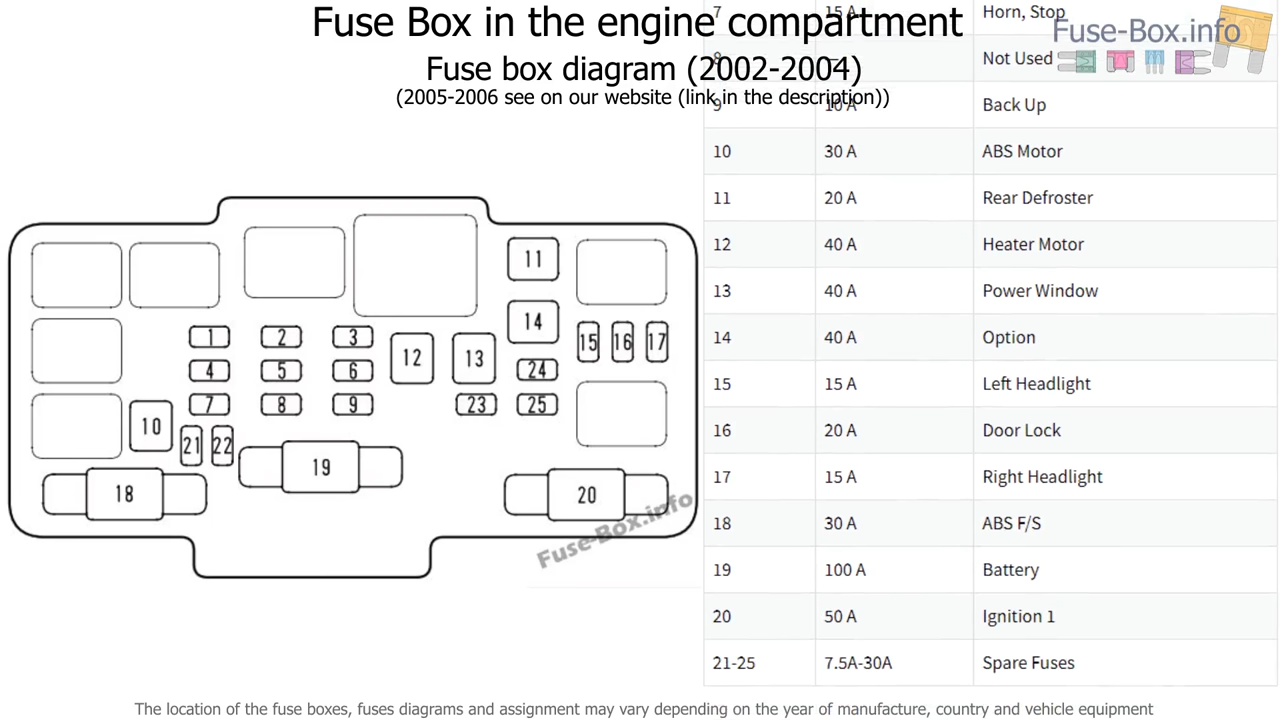 Fuse Box in the engine compartment
Fuse box diagram (2002-2004)
(2005-2006 see on our website (link in the description))
Fuse-Box.info
7 15 A Horn, Stop
8 – Not Used
9 10 A Back Up
10 30 A ABS Motor
11 20 A Rear Defroster
12 40 A Heater Motor
13 40 A Power Window
14 40 A Option
15 15 A Left Headlight
16 20 A Door Lock
17 15 A Right Headlight
18 30 A ABS F/S
19 100 A Battery
20 50 A Ignition 1
21-25 7.5A-30A Spare Fuses
11
14
1 2 3 12 13 15 16 17
4 5 6 24
7 8 9 23 25
10 21 22
18 19 20
Fuse-Box.info
The location of the fuse boxes, fuses diagrams and assignment may vary depending on the year of manufacture, country and vehicle equipment